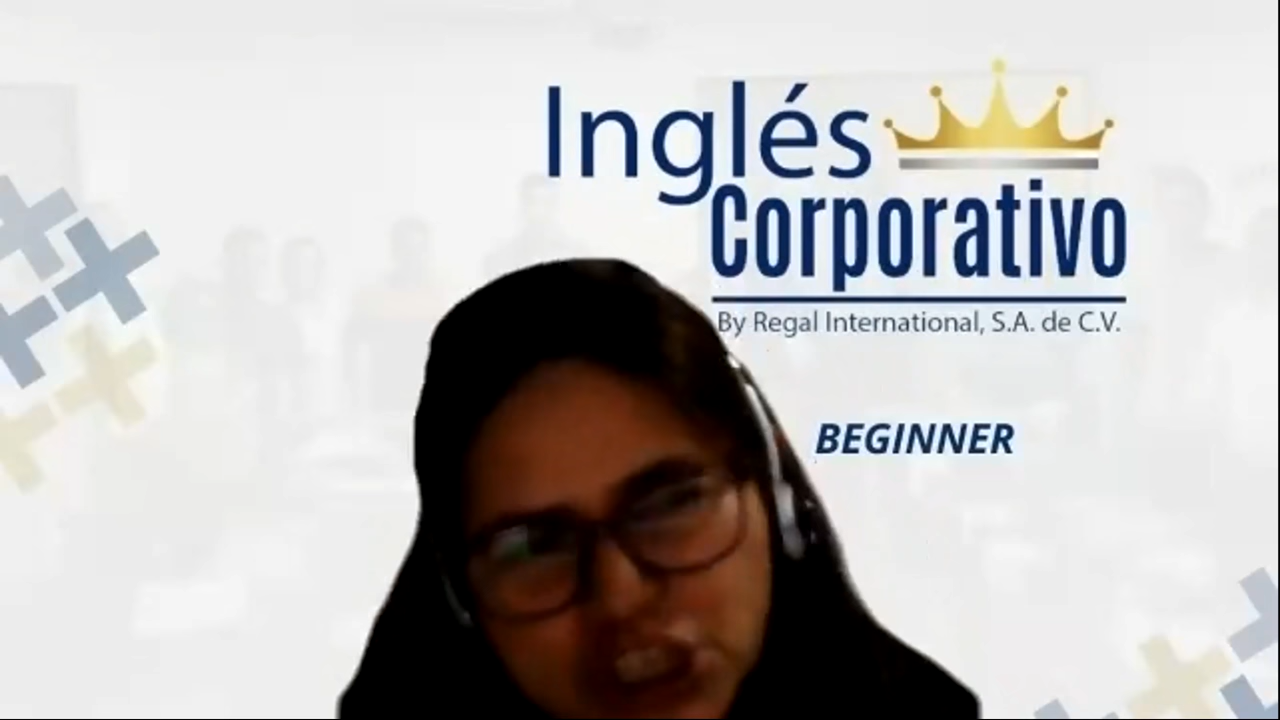 Inglés
Corporativo
By Regal International, S.A. de C.V.
BEGINNER